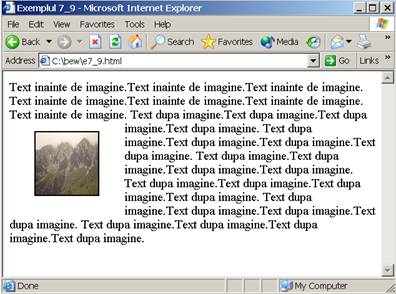 Exemplul 7_9 - Microsoft Internet Explorer
File Edit View Favorites Tools Help
Back Search Favorites Media
Address C:\bew\e7_9.html Go Links »
Text inainte de imagine.Text inainte de imagine.Text inainte de imagine.
Text inainte de imagine.Text inainte de imagine.Text inainte de imagine.
Text inainte de imagine. Text dupa imagine.Text dupa imagine.Text dupa
imagine.Text dupa imagine. Text dupa
imagine.Text dupa imagine.Text dupa
imagine.Text dupa imagine.Text dupa imagine.Text
dupa imagine. Text dupa imagine.Text dupa
imagine.Text dupa imagine.Text dupa imagine.
Text dupa imagine.Text dupa imagine.Text dupa
imagine.Text dupa imagine. Text dupa
imagine.Text dupa imagine.Text dupa imagine.Text
dupa imagine. Text dupa imagine.Text dupa imagine.Text dupa
imagine.Text dupa imagine.
Done My Computer